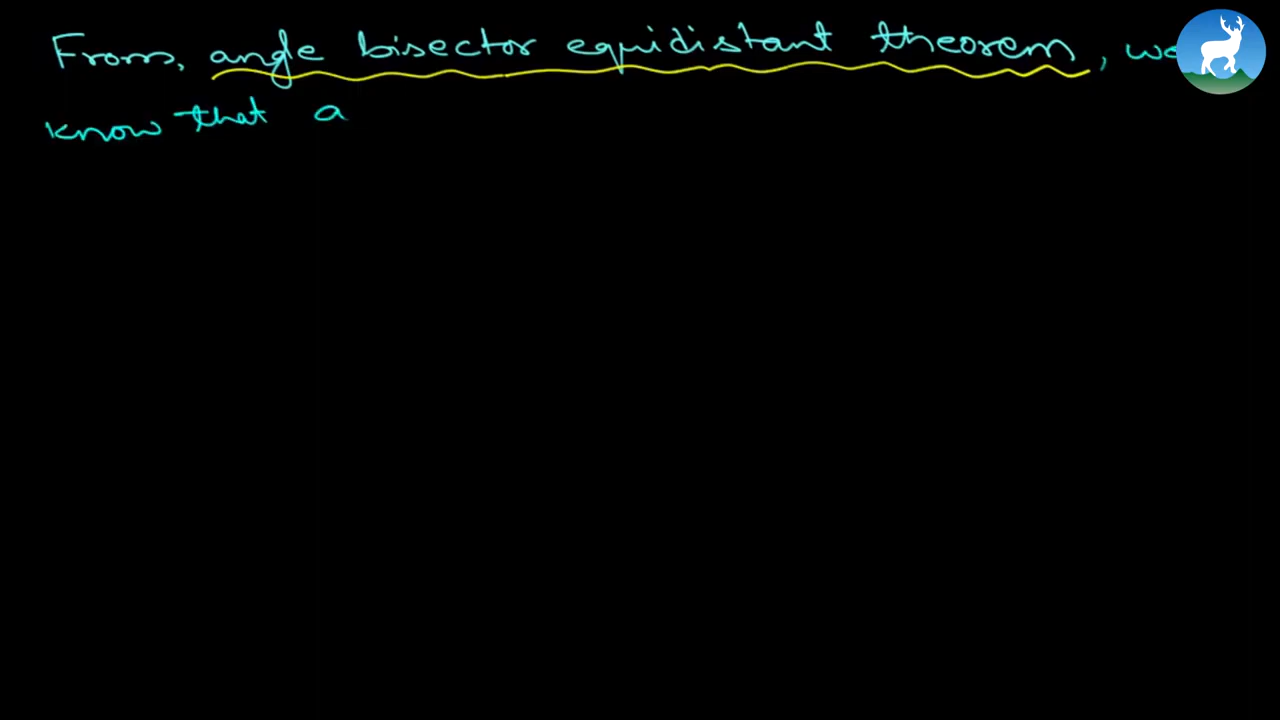 From, angle bisector equidistant theorem, we
know that a